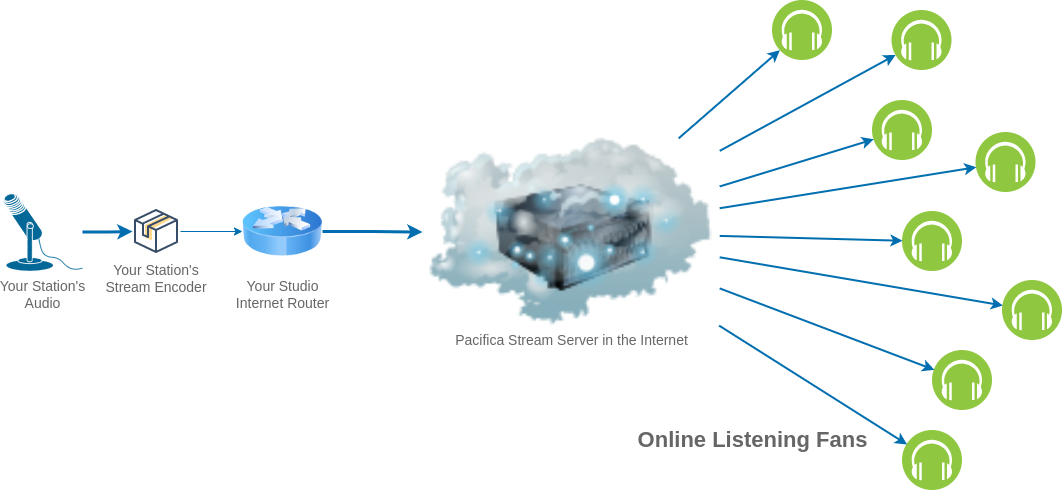 Your Station's
Audio
Your Station's
Stream Encoder
Your Studio
Internet Router
Pacifica Stream Server in the Internet
Online Listening Fans